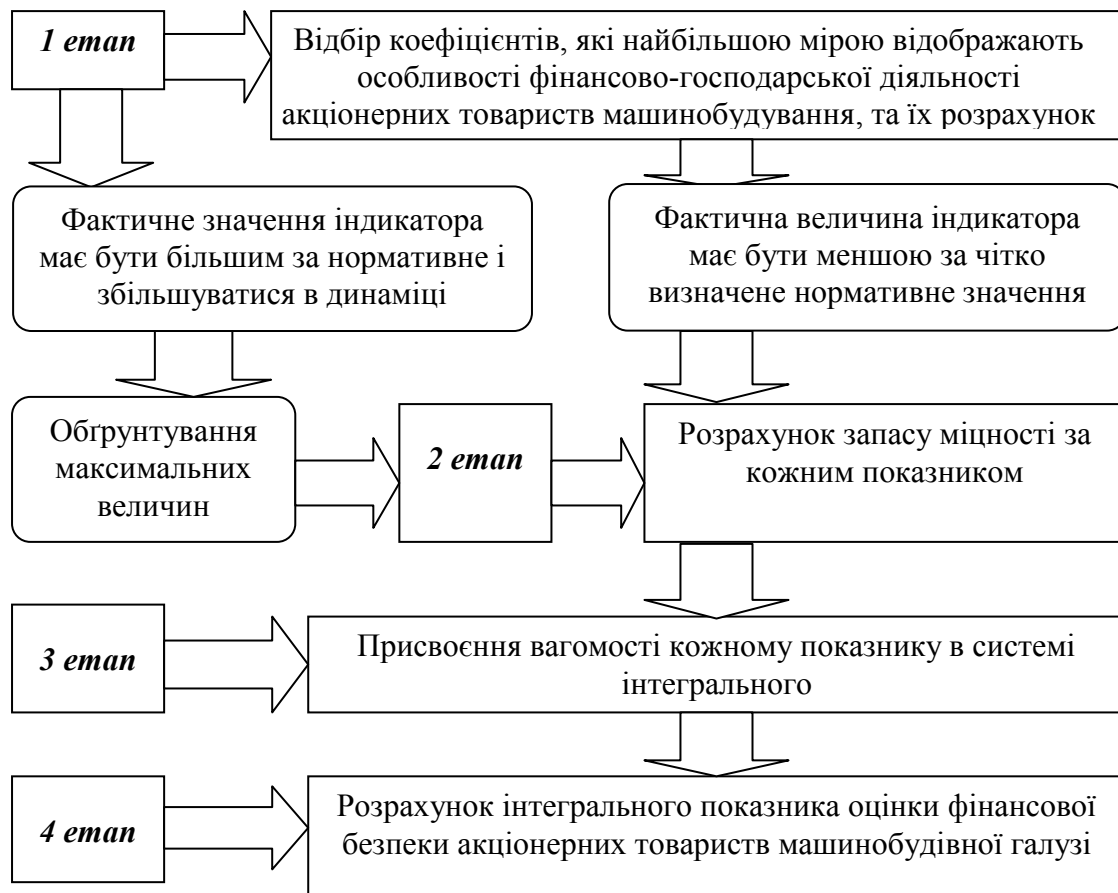 1 етап
Відбір коефіцієнтів, які найбільшою мірою відображають
особливості фінансово-господарської діяльності
акціонерних товариств машинобудування, та їх розрахунок
Фактичне значення індикатора
має бути більшим за нормативне і
збільшуватися в динаміці
Фактична величина індикатора
має бути меншою за чітко
визначене нормативне значення
Обґрунтування
максимальних
величин
2 етап
Розрахунок запасу міцності за
кожним показником
3 етап
Присвоєння вагомості кожному показнику в системі
інтегрального
4 етап
Розрахунок інтегрального показника оцінки фінансової
безпеки акціонерних товариств машинобудівної галузі